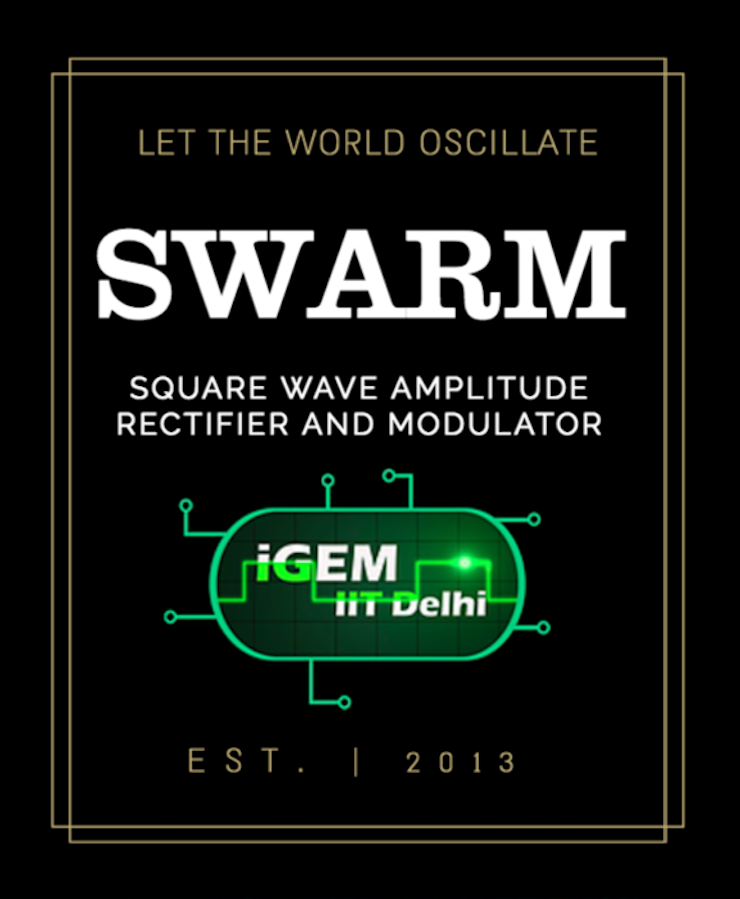 LET THE WORLD OSCILLATE
SWARM
SQUARE WAVE AMPLITUDE
RECTIFIER AND MODULATOR
iGEM
IIT Delhi
EST. | 2013